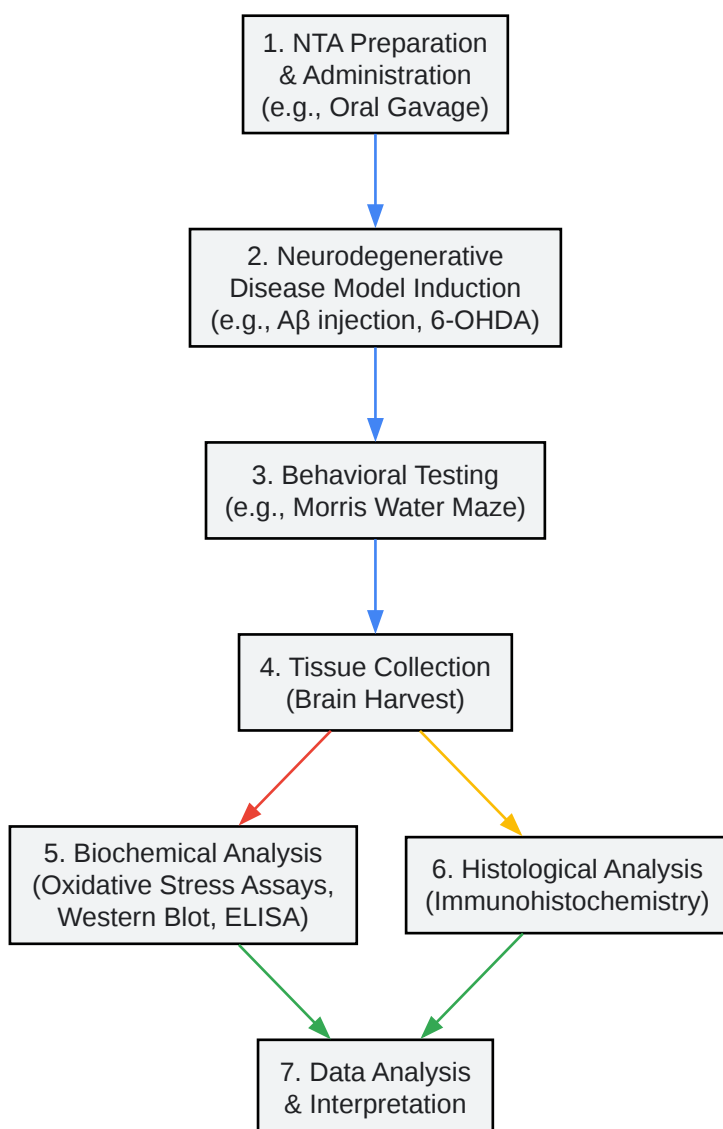 1. NTA Preparation
& Administration
(e.g., Oral Gavage)
2. Neurodegenerative
Disease Model Induction
(e.g., Aβ injection, 6-OHDA)
3. Behavioral Testing
(e.g., Morris Water Maze)
4. Tissue Collection
(Brain Harvest)
5. Biochemical Analysis
(Oxidative Stress Assays,
Western Blot, ELISA)
6. Histological Analysis
(Immunohistochemistry)
7. Data Analysis
& Interpretation